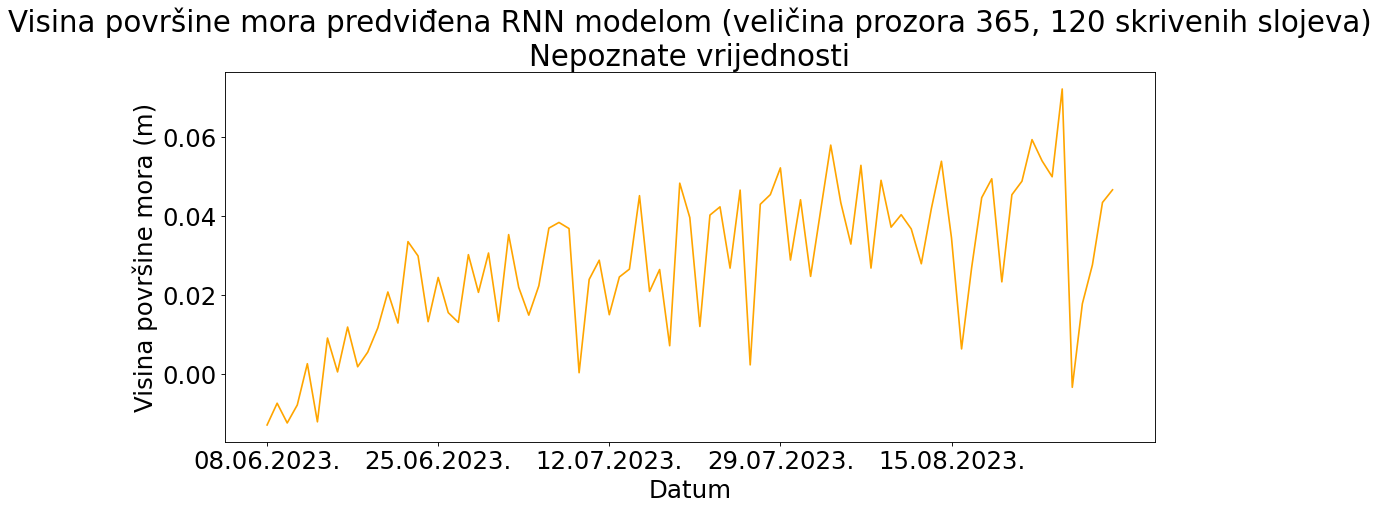 Visina površine mora predviđena RNN modelom (veličina prozora 365, 120 skrivenih slojeva)
Nepoznate vrijednosti
Visina površine mora (m)
0.06
0.04
0.02
0.00
08.06.2023. 25.06.2023. 12.07.2023. 29.07.2023. 15.08.2023.
Datum